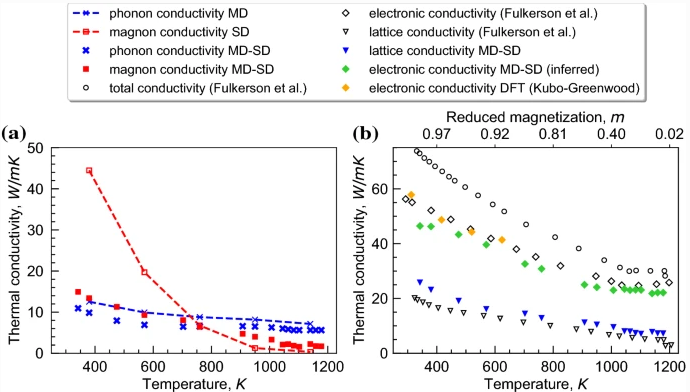 phonon conductivity MD
magnon conductivity SD
phonon conductivity MD-SD
magnon conductivity MD-SD
total conductivity (Fulkerson et al.)
electronic conductivity (Fulkerson et al.)
lattice conductivity (Fulkerson et al.)
lattice conductivity MD-SD
electronic conductivity MD-SD (inferred)
electronic conductivity DFT (Kubo-Greenwood)
(a)
50
40
30
20
10
0
Thermal conductivity, W/mK
400 600 800 1000 1200
Temperature, K
(b)
Reduced magnetization, m
0.97 0.92 0.81 0.40 0.02
60
40
20
0
Thermal conductivity, W/mK
400 600 800 1000 1200
Temperature, K